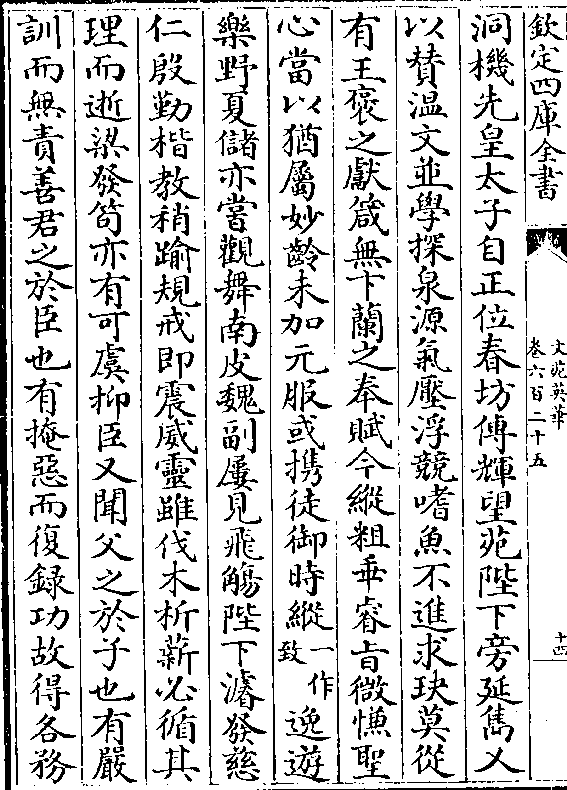 欽定四庫全書
文苑英華
卷六百二十五
十四
洞機先皇太子自正位春坊傅輝望苑陛下旁延雋乂
以賛温文並學探泉源氣壓浮競嗜魚不進求玦莫從
有王褒之獻箴無卞蘭之奉賦今縱粗垂睿旨微慊聖
心當以猶屬妙齡未加元服或携徒御時縱一作致逸遊
樂野夏儲亦嘗觀舞南皮魏副屢見飛觴陛下濬發慈
仁殷勤楷教稍踰規戒即震威靈雖伐木析薪必循其
理而逝梁發笱亦有可虞抑臣又聞父之於子也有嚴
訓而無責善君之於臣也有掩惡而復録功故得各務